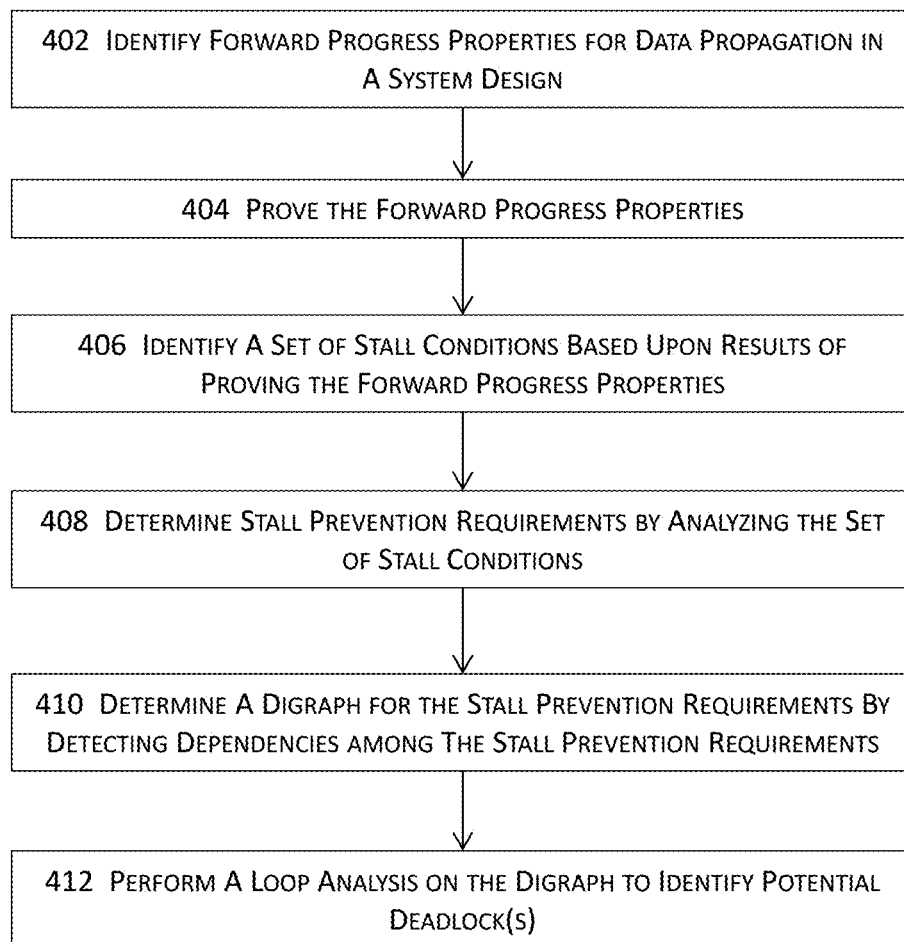 402 Identify Forward Progress Properties for Data Propagation in
A System Design
404 Prove the Forward Progress Properties
406 Identify A Set of Stall Conditions Based Upon Results of
Proving the Forward Progress Properties
408 Determine Stall Prevention Requirements by Analyzing the Set
of Stall Conditions
410 Determine A Digraph for the Stall Prevention Requirements By
Detecting Dependencies among The Stall Prevention Requirements
412 Perform A Loop Analysis on the Digraph to Identify Potential
Deadlock(s)